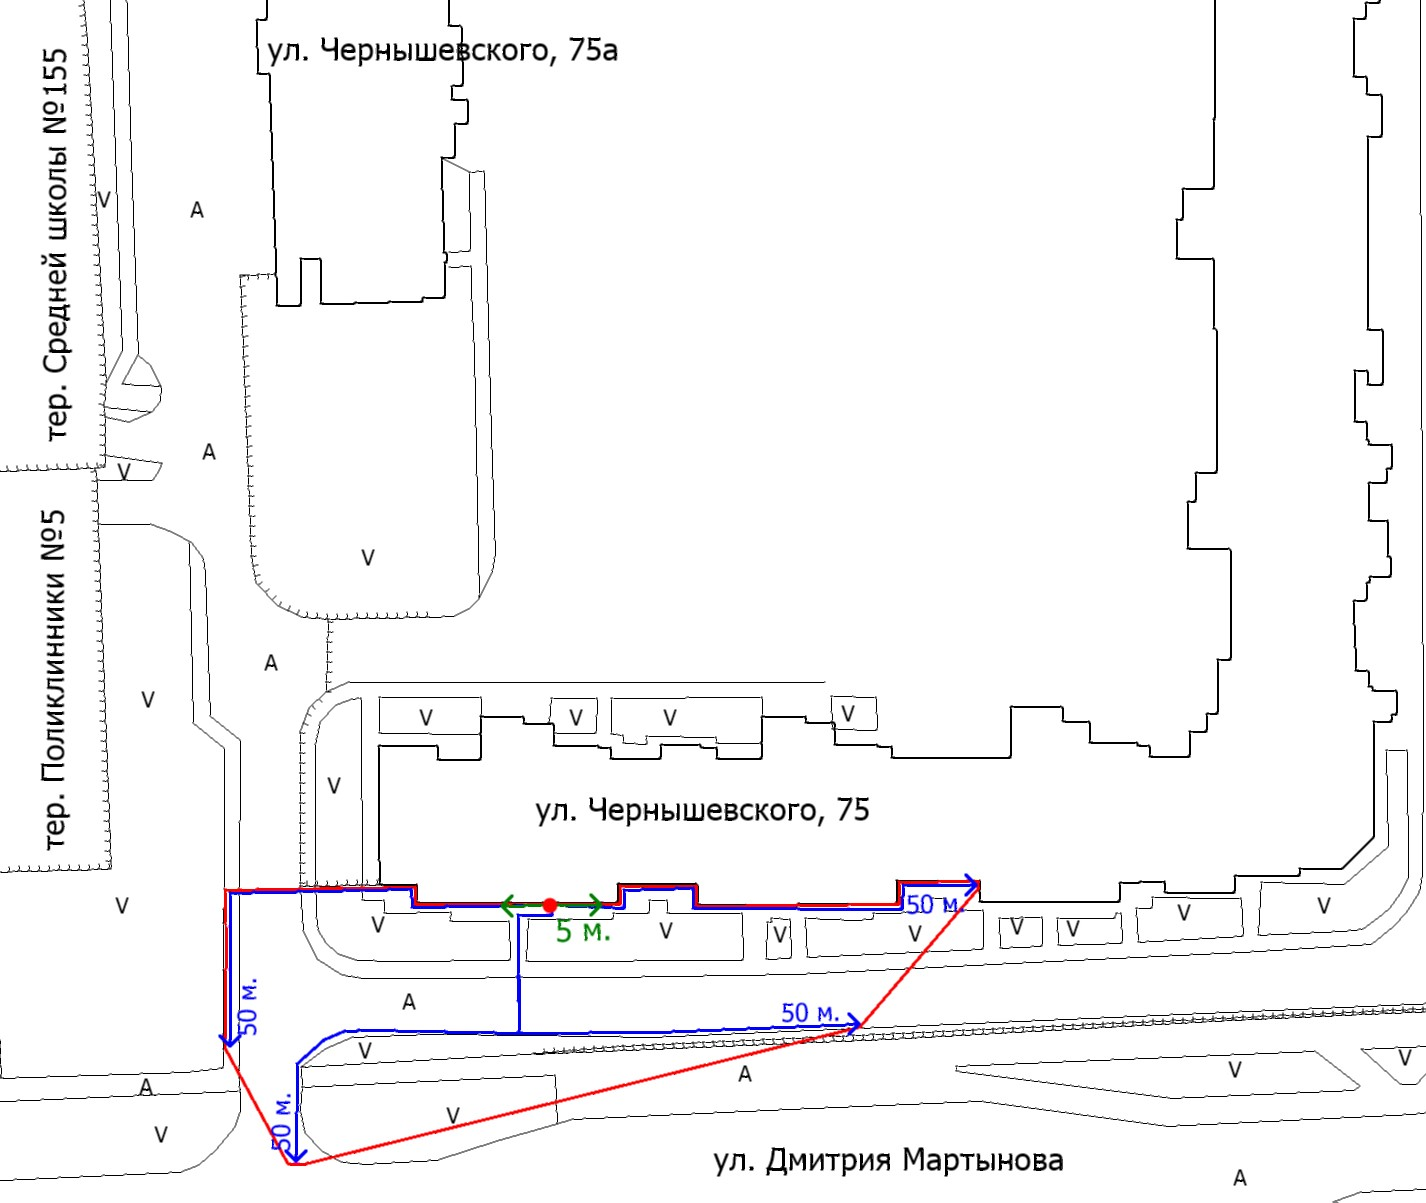 ул. Чернышевского, 75а
тер. Средней школы №155
V
А
А
V
V
тер. Поликлинники №5
А
V
V
V
V
V
V
ул. Чернышевского, 75
V
V
5 м.
V
V
50 м.
V
V
V
V
V
50 м.
А
50 м.
V
А
V
V
А
50 м.
V
V
ул. Дмитрия Мартынова
А